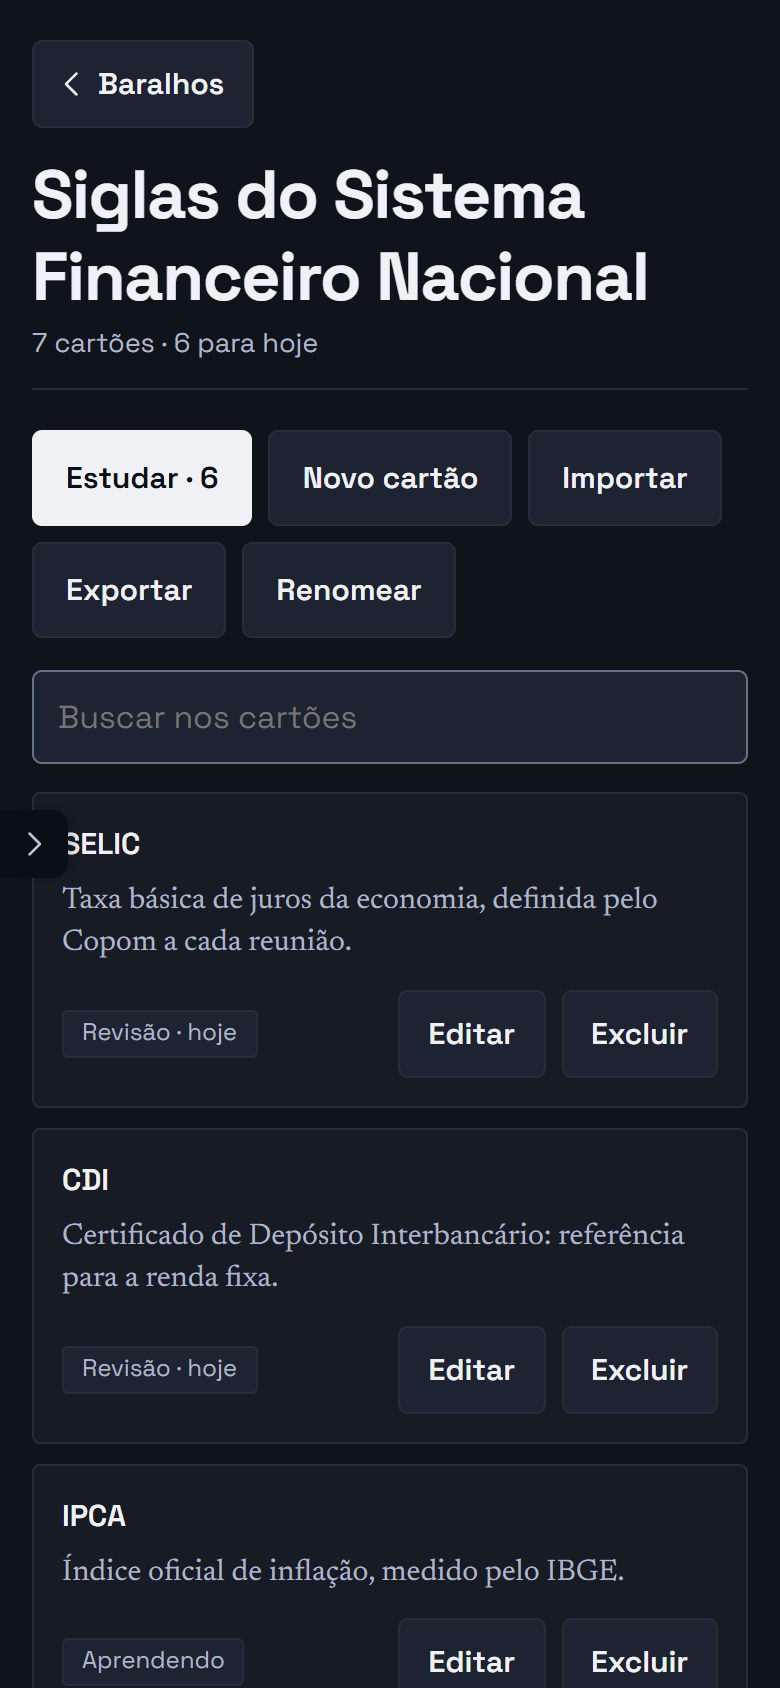 Baralhos
Siglas do Sistema
Financeiro Nacional
7 cartões · 6 para hoje
Estudar · 6
Novo cartão
Importar
Exportar
Renomear
Buscar nos cartões
SELIC
Taxa básica de juros da economia, definida pelo
Copom a cada reunião.
Revisão · hoje
Editar
Excluir
CDI
Certificado de Depósito Interbancário: referência
para a renda fixa.
Revisão · hoje
Editar
Excluir
IPCA
Índice oficial de inflação, medido pelo IBGE.
Aprendendo
Editar
Excluir